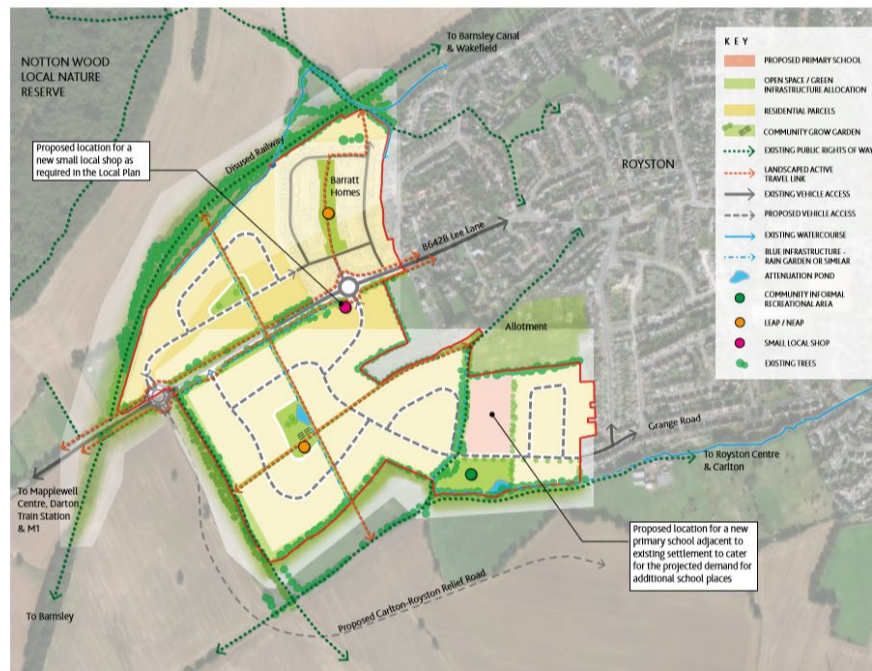 NOTTON WOOD
LOCAL NATURE
RESERVE
To Barnsley Canal
& Wakefield
Proposed location for a
new small local shop as
required in the Local Plan
Disused Railway
Barratt
Homes
ROYSTON
B6428 Lee Lane
Allotment
Grange Road
To Royston Centre
& Carlton
To Mapplewell
Centre, Darton
Train Station
& M1
Proposed location for a new
primary school adjacent to
existing settlement to cater
for the projected demand for
additional school places
Proposed Carlton-Royston Relief Road
To Barnsley
KEY
PROPOSED PRIMARY SCHOOL
OPEN SPACE / GREEN
INFRASTRUCTURE ALLOCATION
RESIDENTIAL PARCELS
COMMUNITY GROW GARDEN
EXISTING PUBLIC RIGHTS OF WAY
LANDSCAPED ACTIVE
TRAVEL LINK
EXISTING VEHICLE ACCESS
PROPOSED VEHICLE ACCESS
EXISTING WATERCOURSE
BLUE INFRASTRUCTURE -
RAIN GARDEN OR SIMILAR
ATTENUATION POND
COMMUNITY INFORMAL
RECREATIONAL AREA
LEAP / NEAP
SMALL LOCAL SHOP
EXISTING TREES